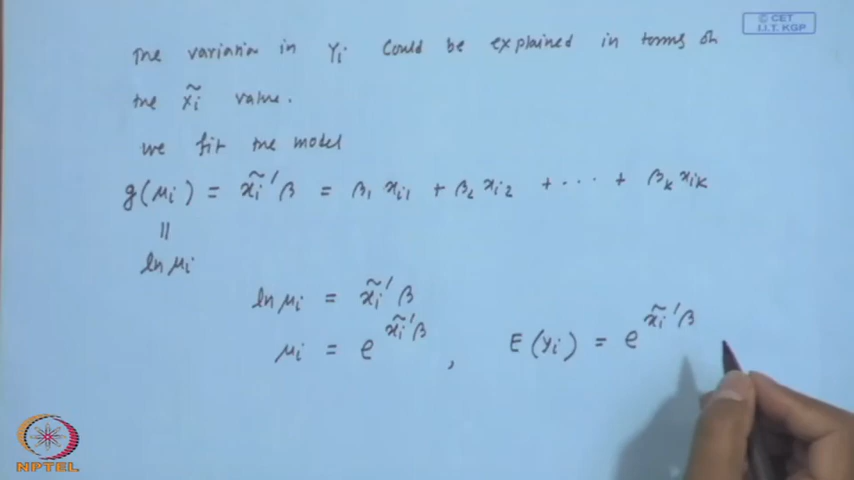 © CET
I.I.T. KGP
The variation in Yi could be explained in terms of
the x̃i value.
we fit the model
g(μi) = x̃i′β = β1 xi1 + β2 xi2 + ··· + βk xik
||
ln μi
ln μi = x̃i′β
μi = e^{x̃i′β} , E(Yi) = e^{x̃i′β}
NPTEL